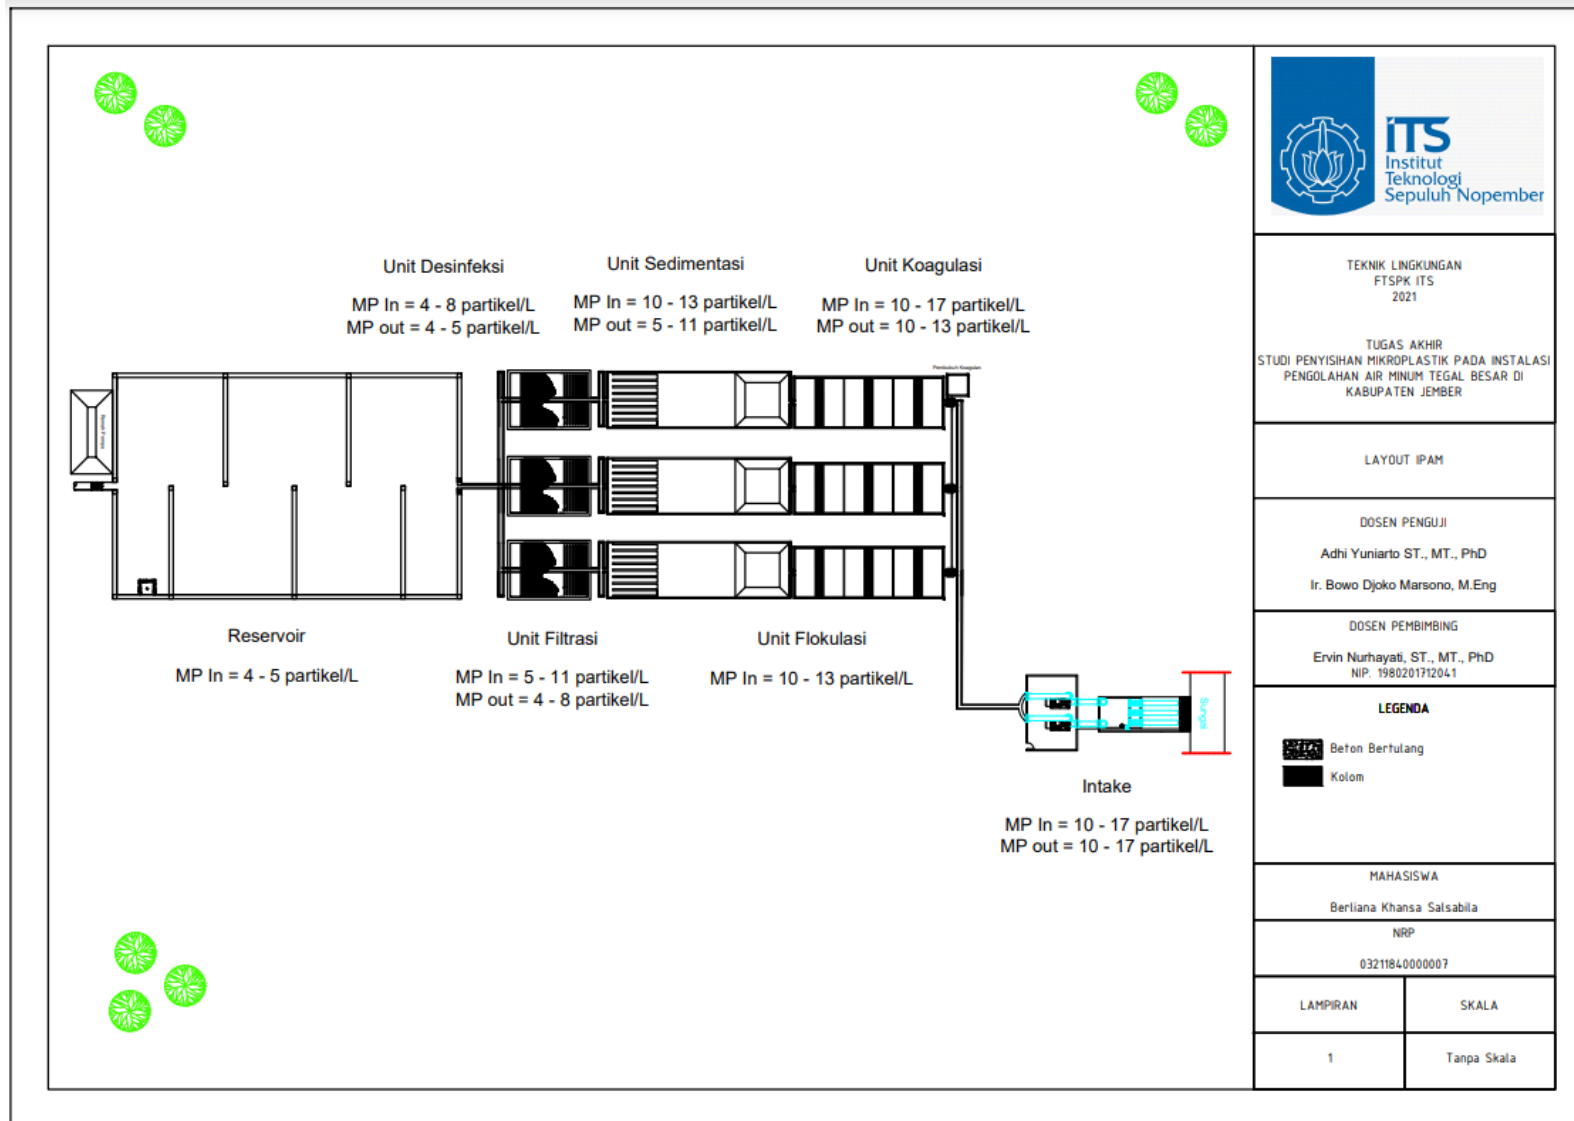 Unit Desinfeksi
MP In = 4 - 8 partikel/L
MP out = 4 - 5 partikel/L
Unit Sedimentasi
MP In = 10 - 13 partikel/L
MP out = 5 - 11 partikel/L
Unit Koagulasi
MP In = 10 - 17 partikel/L
MP out = 10 - 13 partikel/L
Pembubuh Koagulan
Rumah Pompa
Reservoir
MP In = 4 - 5 partikel/L
Unit Filtrasi
MP In = 5 - 11 partikel/L
MP out = 4 - 8 partikel/L
Unit Flokulasi
MP In = 10 - 13 partikel/L
Sungai
Intake
MP In = 10 - 17 partikel/L
MP out = 10 - 17 partikel/L
ITS
Institut
Teknologi
Sepuluh Nopember
TEKNIK LINGKUNGAN
FTSPK ITS
2021
TUGAS AKHIR
STUDI PENYISIHAN MIKROPLASTIK PADA INSTALASI
PENGOLAHAN AIR MINUM TEGAL BESAR DI
KABUPATEN JEMBER
LAYOUT IPAM
DOSEN PENGUJI
Adhi Yuniarto ST., MT., PhD
Ir. Bowo Djoko Marsono, M.Eng
DOSEN PEMBIMBING
Ervin Nurhayati, ST., MT., PhD
NIP. 1980201712041
LEGENDA
Beton Bertulang
Kolom
MAHASISWA
Berliana Khansa Salsabila
NRP
03211840000007
LAMPIRAN
SKALA
1
Tanpa Skala